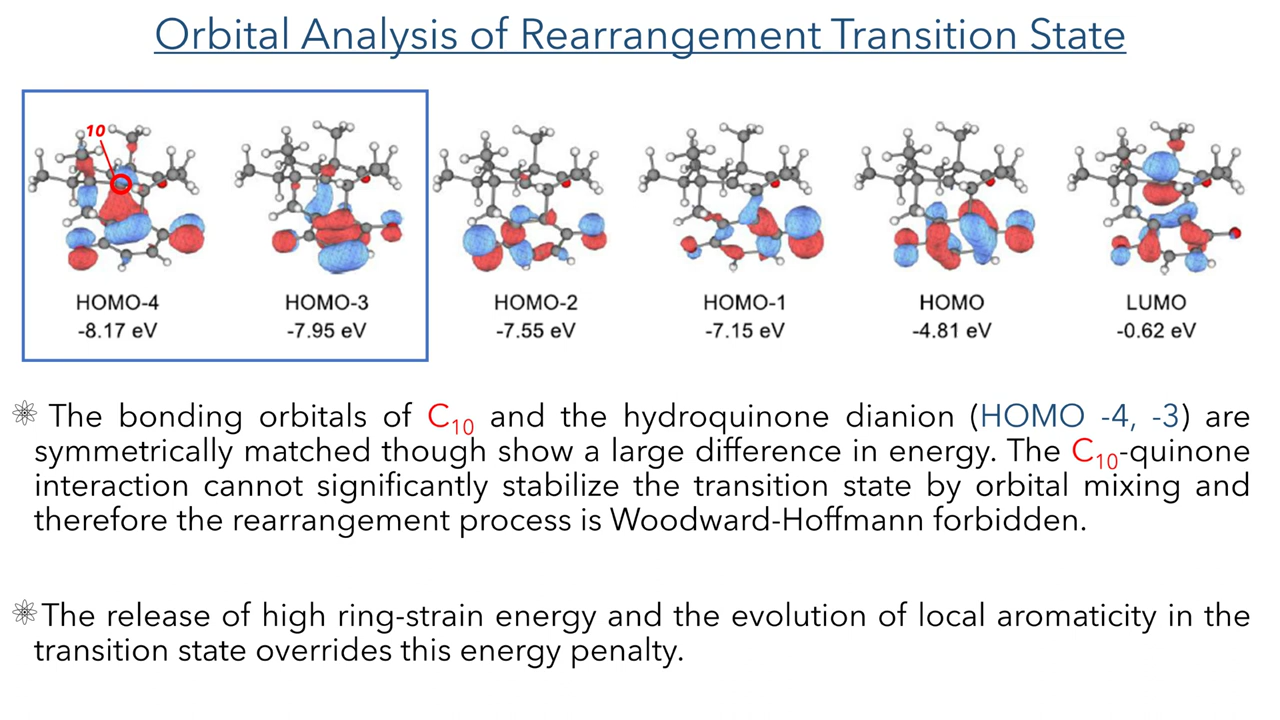 Orbital Analysis of Rearrangement Transition State
10
HOMO-4
-8.17 eV
HOMO-3
-7.95 eV
HOMO-2
-7.55 eV
HOMO-1
-7.15 eV
HOMO
-4.81 eV
LUMO
-0.62 eV
The bonding orbitals of C10 and the hydroquinone dianion (HOMO -4, -3) are
symmetrically matched though show a large difference in energy. The C10-quinone
interaction cannot significantly stabilize the transition state by orbital mixing and
therefore the rearrangement process is Woodward-Hoffmann forbidden.
The release of high ring-strain energy and the evolution of local aromaticity in the
transition state overrides this energy penalty.